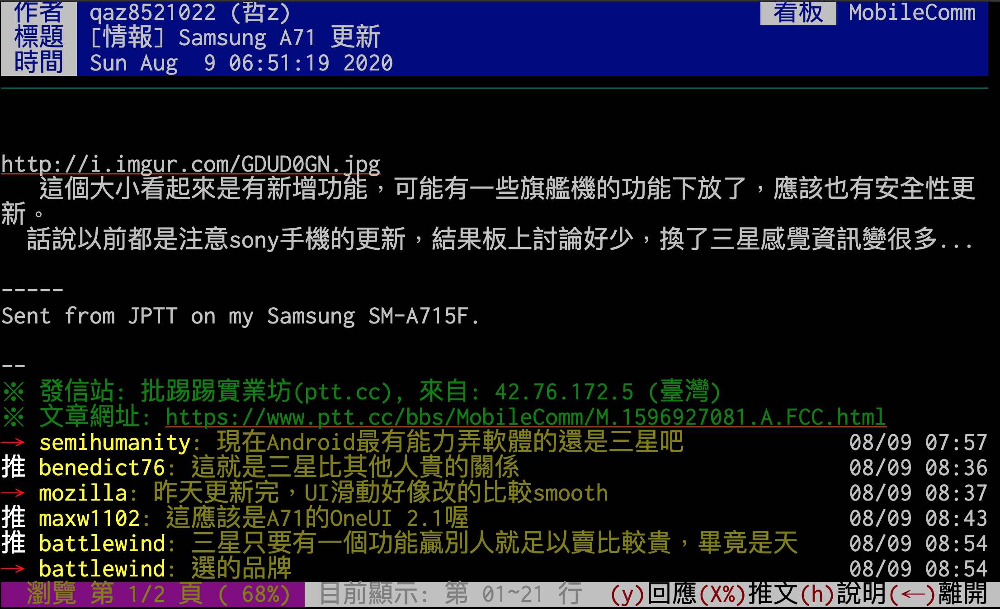 作者 qaz8521022 (哲z) 看板 MobileComm
標題 [情報] Samsung A71 更新
時間 Sun Aug  9 06:51:19 2020
http://i.imgur.com/GDUD0GN.jpg
這個大小看起來是有新增功能，可能有一些旗艦機的功能下放了，應該也有安全性更
新。
話說以前都是注意sony手機的更新，結果板上討論好少，換了三星感覺資訊變很多...
-----
Sent from JPTT on my Samsung SM-A715F.
--
※ 發信站: 批踢踢實業坊(ptt.cc), 來自: 42.76.172.5 (臺灣)
※ 文章網址: https://www.ptt.cc/bbs/MobileComm/M.1596927081.A.FCC.html
→ semihumanity: 現在Android最有能力弄軟體的還是三星吧 08/09 07:57
推 benedict76: 這就是三星比其他人貴的關係 08/09 08:36
→ mozilla: 昨天更新完，UI滑動好像改的比較smooth 08/09 08:37
推 maxw1102: 這應該是A71的OneUI 2.1喔 08/09 08:43
推 battlewind: 三星只要有一個功能贏別人就足以賣比較貴，畢竟是天 08/09 08:54
→ battlewind: 選的品牌 08/09 08:54
瀏覽 第 1/2 頁 ( 68%) 目前顯示: 第 01~21 行 (y)回應(X%)推文(h)說明(←)離開